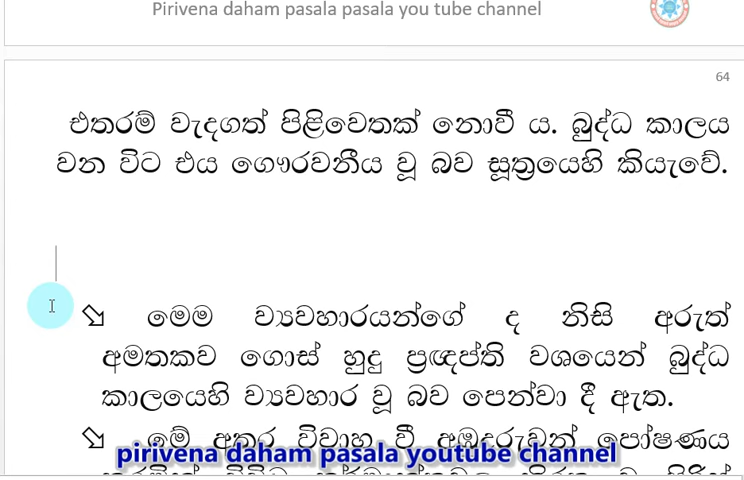 Pirivena daham pasala pasala you tube channel
64
එතරම් වැදගත් පිළිවෙතක් නොවී ය. බුද්ධ කාලය
වන විට එය ගෞරවනීය වූ බව සූත්‍රයෙහි කියැවේ.
මෙම ව්‍යවහාරයන්ගේ ද නිසි අරුත්
අමතකව ගොස් හුදු ප්‍රඥප්ති වශයෙන් බුද්ධ
කාලයෙහි ව්‍යවහාර වූ බව පෙන්වා දී ඇත.
මේ අතර විවාහ වී අඹුදරුවන් පෝෂණය
pirivena daham pasala youtube channel